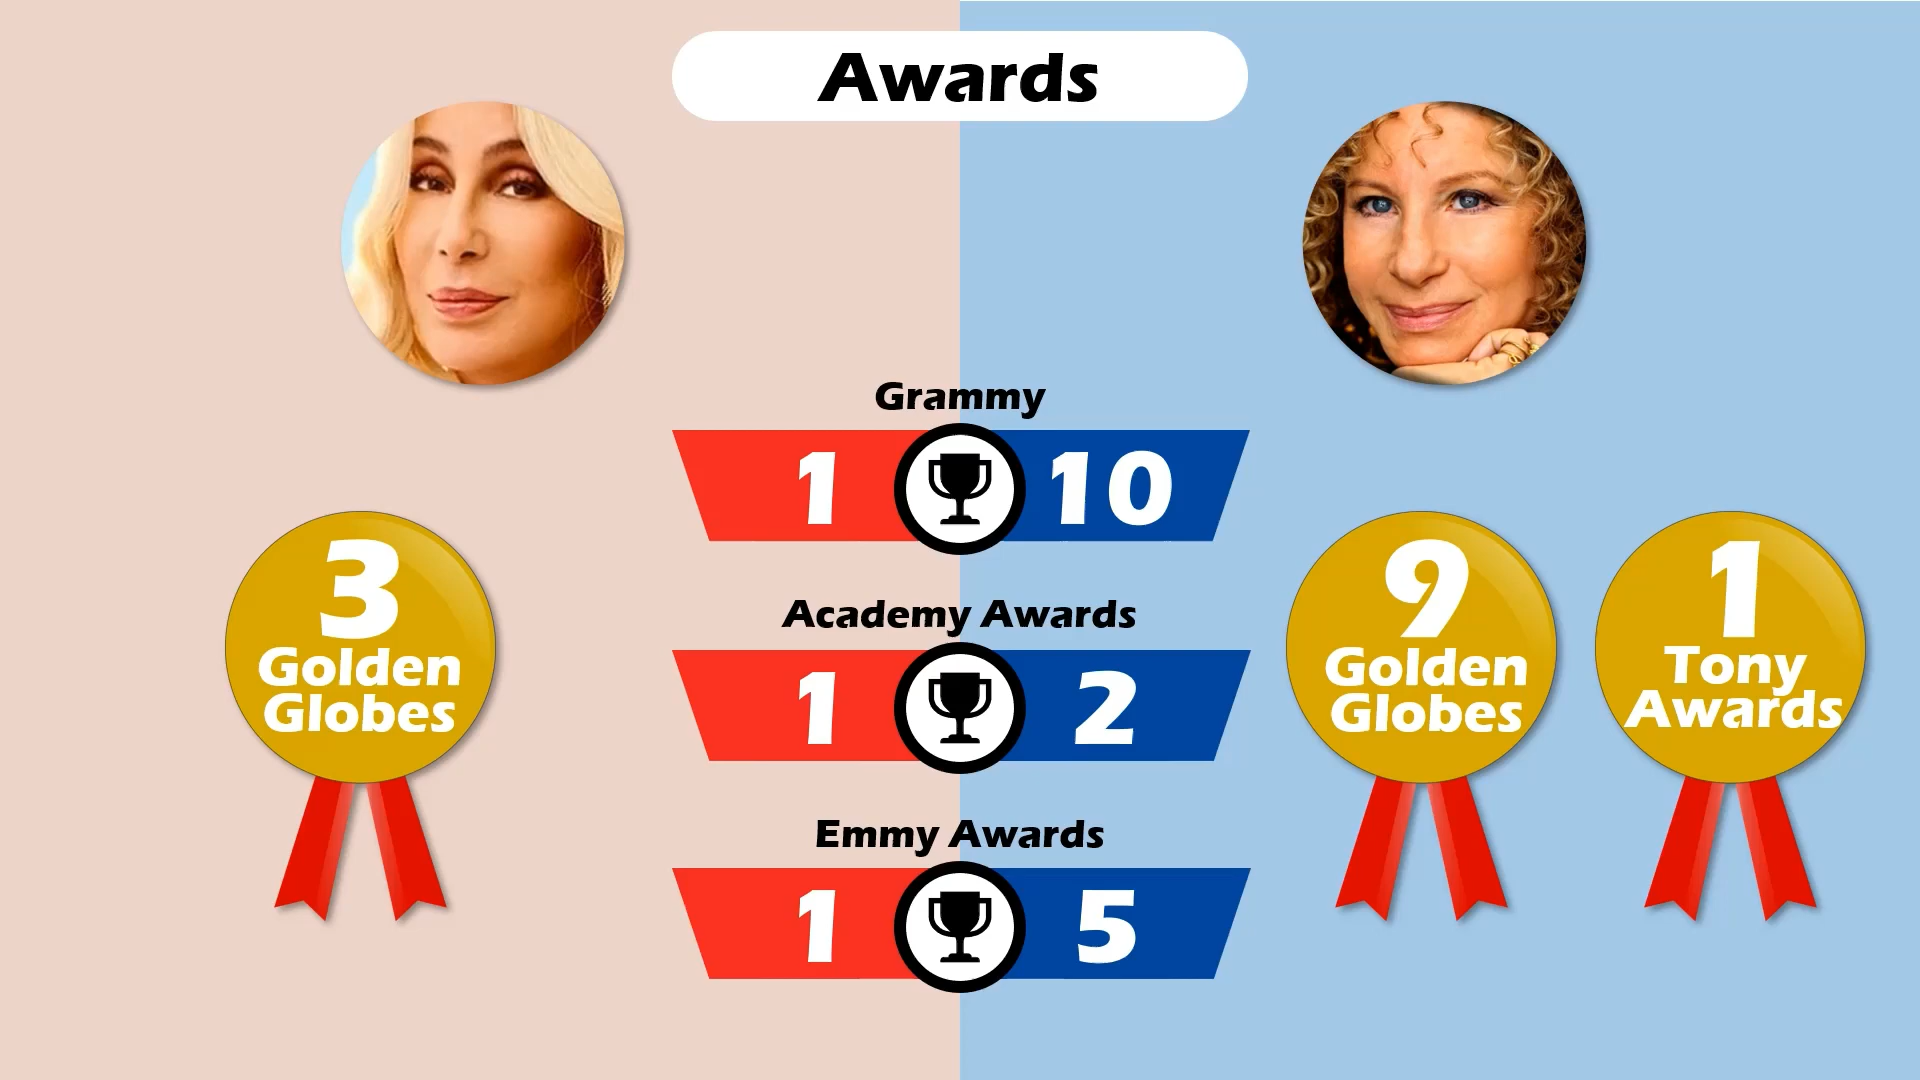 Awards
Grammy
1 10
3
Golden
Globes
Academy Awards
1 2
9
Golden
Globes
1
Tony
Awards
Emmy Awards
1 5